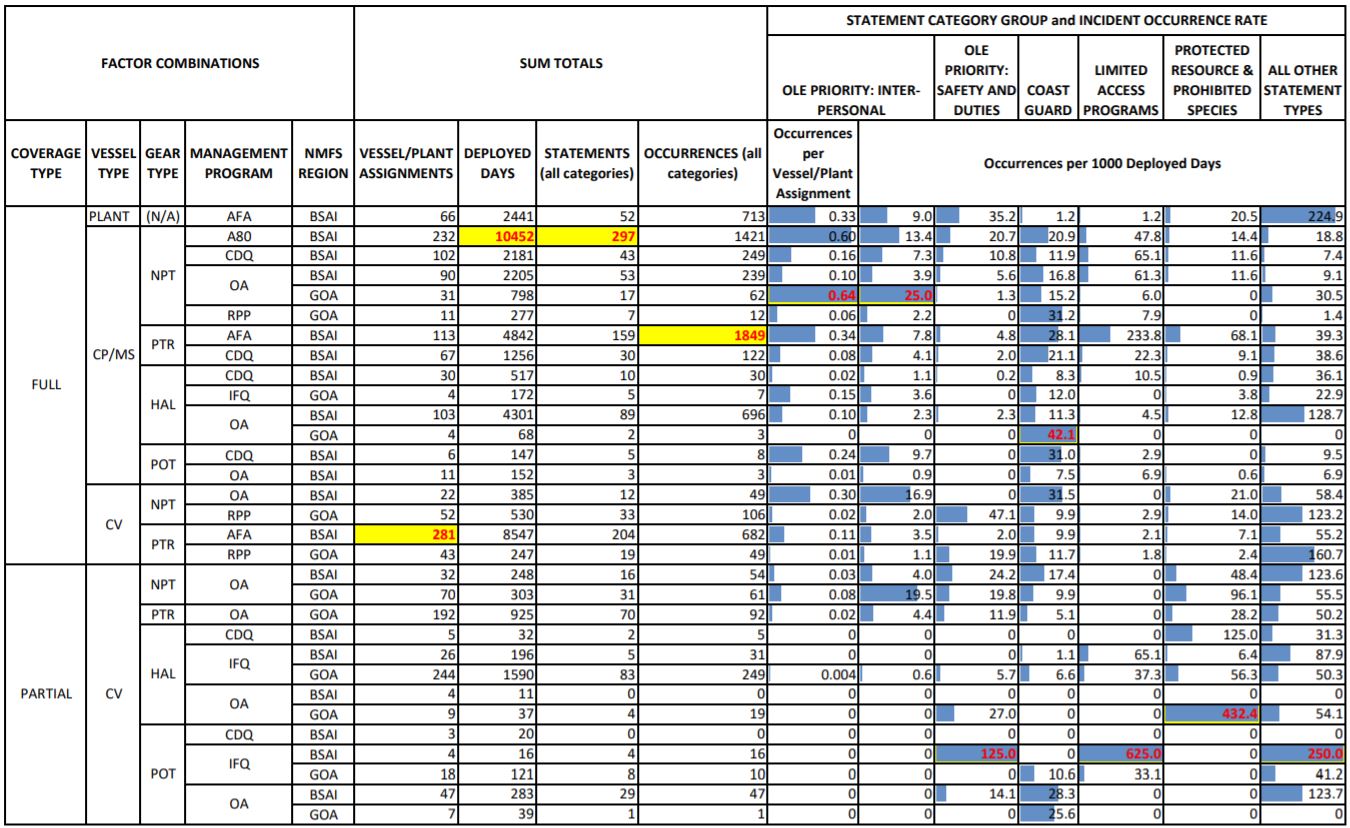 STATEMENT CATEGORY GROUP and INCIDENT OCCURRENCE RATE
FACTOR COMBINATIONS
SUM TOTALS
OLE PRIORITY: INTER-
PERSONAL
OLE
PRIORITY:
SAFETY AND
DUTIES
COAST
GUARD
LIMITED
ACCESS
PROGRAMS
PROTECTED
RESOURCE &
PROHIBITED
SPECIES
ALL OTHER
STATEMENT
TYPES
COVERAGE
TYPE
VESSEL
TYPE
GEAR
TYPE
MANAGEMENT
PROGRAM
NMFS
REGION
VESSEL/PLANT
ASSIGNMENTS
DEPLOYED
DAYS
STATEMENTS
(all categories)
OCCURRENCES (all
categories)
Occurrences
per
Vessel/Plant
Assignment
Occurrences per 1000 Deployed Days
FULL
PLANT (N/A) AFA BSAI 66 2441 52 713 0.33 9.0 35.2 1.2 1.2 20.5 224.9
CP/MS
NPT
A80 BSAI 232 10452 297 1421 0.60 13.4 20.7 20.9 47.8 14.4 18.8
CDQ BSAI 102 2181 43 249 0.16 7.3 10.8 11.9 65.1 11.6 7.4
OA
BSAI 90 2205 53 239 0.10 3.9 5.6 16.8 61.3 11.6 9.1
GOA 31 798 17 62 0.64 25.0 1.3 15.2 6.0 0 30.5
RPP GOA 11 277 7 12 0.06 2.2 0 31.2 7.9 0 1.4
PTR
AFA BSAI 113 4842 159 1849 0.34 7.8 4.8 28.1 233.8 68.1 39.3
CDQ BSAI 67 1256 30 122 0.08 4.1 2.0 21.1 22.3 9.1 38.6
HAL
CDQ BSAI 30 517 10 30 0.02 1.1 0.2 8.3 10.5 0.9 36.1
IFQ GOA 4 172 5 7 0.15 3.6 0 12.0 0 3.8 22.9
OA
BSAI 103 4301 89 696 0.10 2.3 2.3 11.3 4.5 12.8 128.7
GOA 4 68 2 3 0 0 0 42.1 0 0 0
POT
CDQ BSAI 6 147 5 8 0.24 9.7 0 31.0 2.9 0 9.5
OA BSAI 11 152 3 3 0.01 0.9 0 7.5 6.9 0.6 6.9
CV
NPT
OA BSAI 22 385 12 49 0.30 16.9 0 31.5 0 21.0 58.4
RPP GOA 52 530 33 106 0.02 2.0 47.1 9.9 2.9 14.0 123.2
PTR
AFA BSAI 281 8547 204 682 0.11 3.5 2.0 9.9 2.1 7.1 55.2
RPP GOA 43 247 19 49 0.01 1.1 19.9 11.7 1.8 2.4 160.7
PARTIAL
CV
NPT
OA
BSAI 32 248 16 54 0.03 4.0 24.2 17.4 0 48.4 123.6
GOA 70 303 31 61 0.08 19.5 19.8 9.9 0 96.1 55.5
PTR OA GOA 192 925 70 92 0.02 4.4 11.9 5.1 0 28.2 50.2
HAL
CDQ BSAI 5 32 2 5 0 0 0 0 0 125.0 31.3
IFQ
BSAI 26 196 5 31 0 0 0 1.1 65.1 6.4 87.9
GOA 244 1590 83 249 0.004 0.6 5.7 6.6 37.3 56.3 50.3
OA
BSAI 4 11 0 0 0 0 0 0 0 0 0
GOA 9 37 4 19 0 0 27.0 0 0 432.4 54.1
POT
CDQ BSAI 3 20 0 0 0 0 0 0 0 0 0
IFQ
BSAI 4 16 4 16 0 0 125.0 0 625.0 0 250.0
GOA 18 121 8 10 0 0 0 10.6 33.1 0 41.2
OA
BSAI 47 283 29 47 0 0 14.1 28.3 0 0 123.7
GOA 7 39 1 1 0 0 0 25.6 0 0 0